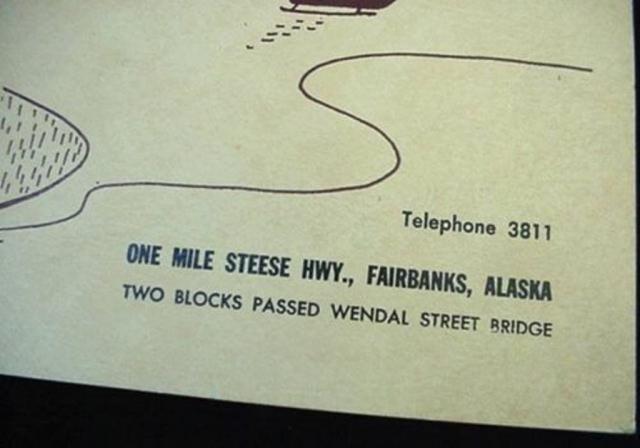 Telephone 3811
ONE MILE STEESE HWY., FAIRBANKS, ALASKA
TWO BLOCKS PASSED WENDAL STREET BRIDGE